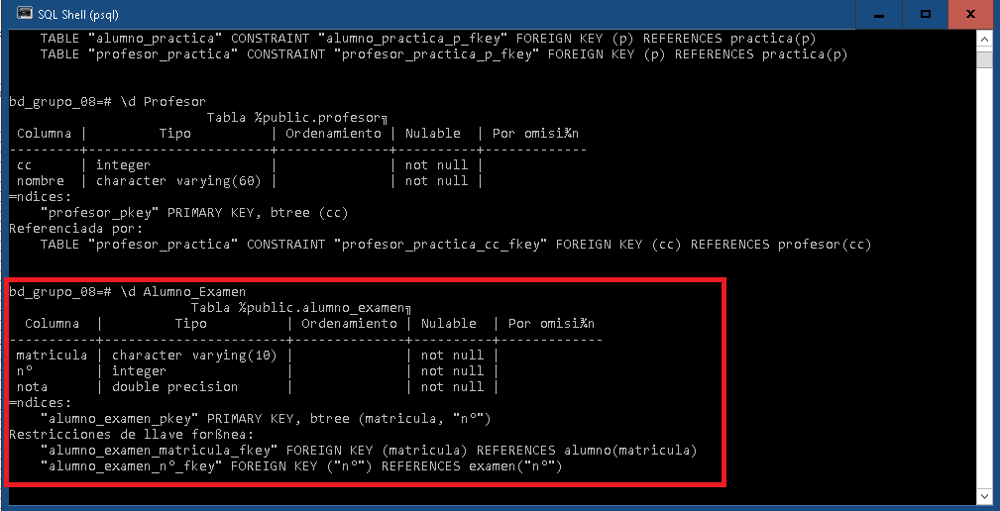 SQL Shell (psql)
    TABLE "alumno_practica" CONSTRAINT "alumno_practica_p_fkey" FOREIGN KEY (p) REFERENCES practica(p)
    TABLE "profesor_practica" CONSTRAINT "profesor_practica_p_fkey" FOREIGN KEY (p) REFERENCES practica(p)
bd_grupo_08=# \d Profesor
                         Tabla %public.profesor╗
 Columna |         Tipo          | Ordenamiento | Nulable  | Por omisi%n
---------+-----------------------+--------------+----------+-------------
 cc      | integer               |              | not null |
 nombre  | character varying(60) |              | not null |
=ndices:
    "profesor_pkey" PRIMARY KEY, btree (cc)
Referenciada por:
    TABLE "profesor_practica" CONSTRAINT "profesor_practica_cc_fkey" FOREIGN KEY (cc) REFERENCES profesor(cc)
bd_grupo_08=# \d Alumno_Examen
                       Tabla %public.alumno_examen╗
  Columna  |         Tipo          | Ordenamiento | Nulable  | Por omisi%n
-----------+-----------------------+--------------+----------+-------------
 matricula | character varying(10) |              | not null |
 nº        | integer               |              | not null |
 nota      | double precision      |              | not null |
=ndices:
    "alumno_examen_pkey" PRIMARY KEY, btree (matricula, "nº")
Restricciones de llave forßnea:
    "alumno_examen_matricula_fkey" FOREIGN KEY (matricula) REFERENCES alumno(matricula)
    "alumno_examen_nº_fkey" FOREIGN KEY ("nº") REFERENCES examen("nº")